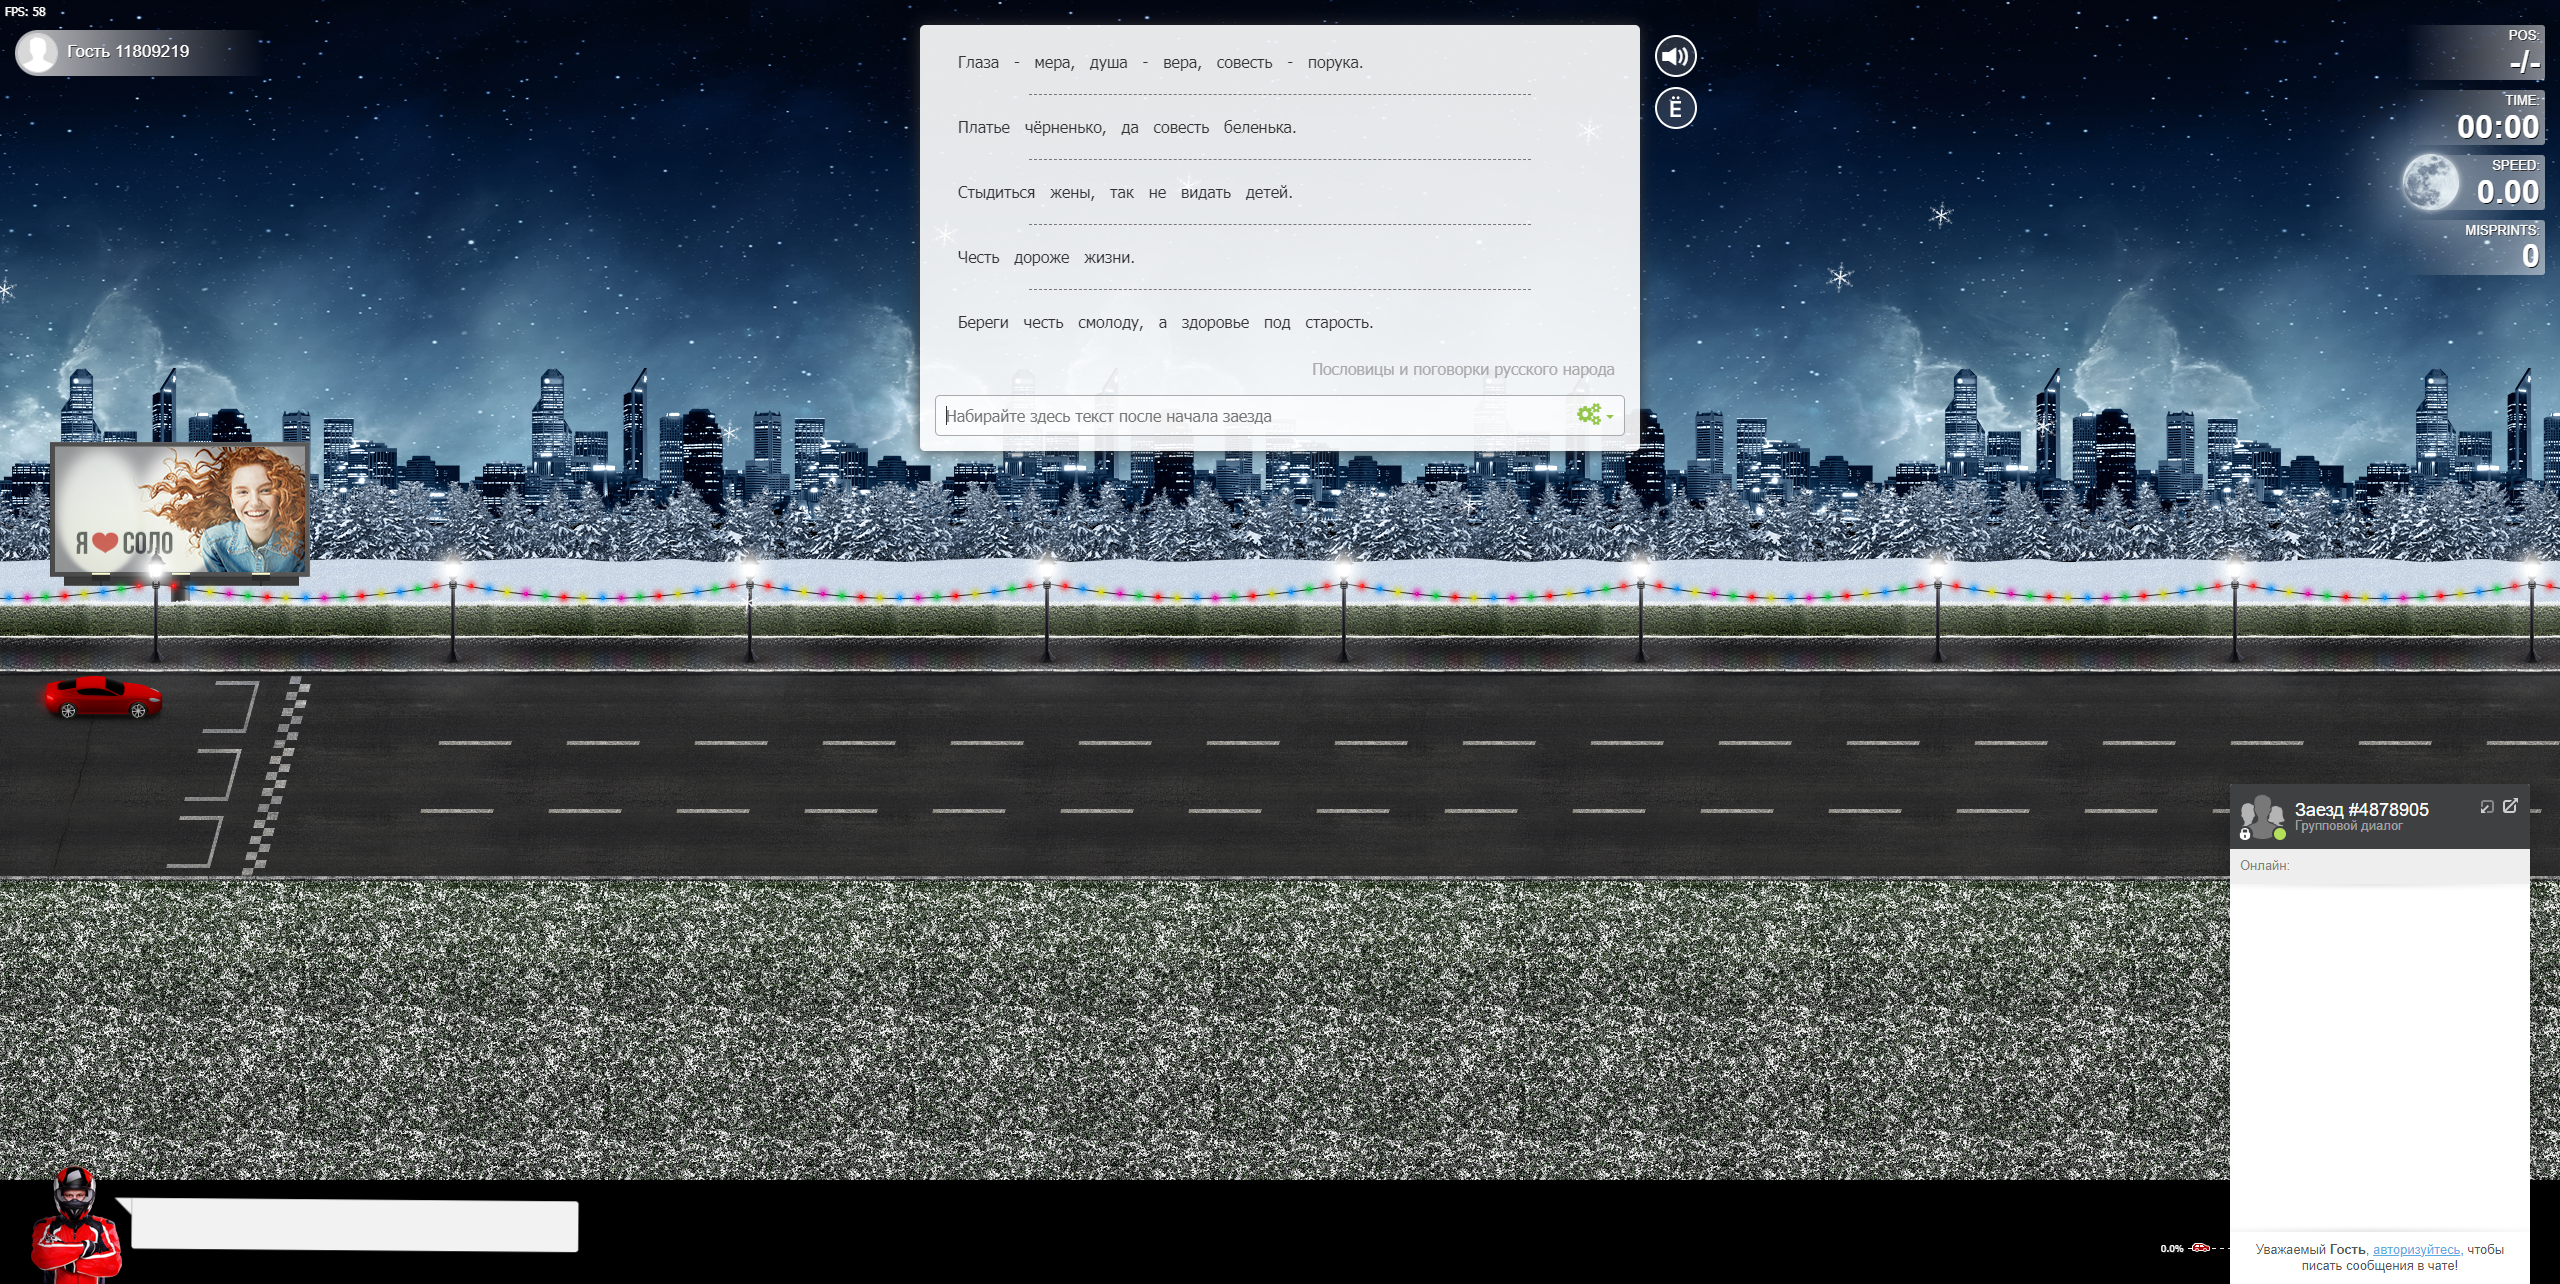 FPS: 58
Гость 11809219
Глаза - мера, душа - вера, совесть - порука.
Платье чёрненько, да совесть беленька.
Стыдиться жены, так не видать детей.
Честь дороже жизни.
Береги честь смолоду, а здоровье под старость.
Пословицы и поговорки русского народа
Набирайте здесь текст после начала заезда
Ё
POS:
-/-
TIME:
00:00
SPEED:
0.00
MISPRINTS:
0
Я ❤ СОЛО
Заезд #4878905
Групповой диалог
Онлайн:
0.0%
Уважаемый Гость, авторизуйтесь, чтобы
писать сообщения в чате!